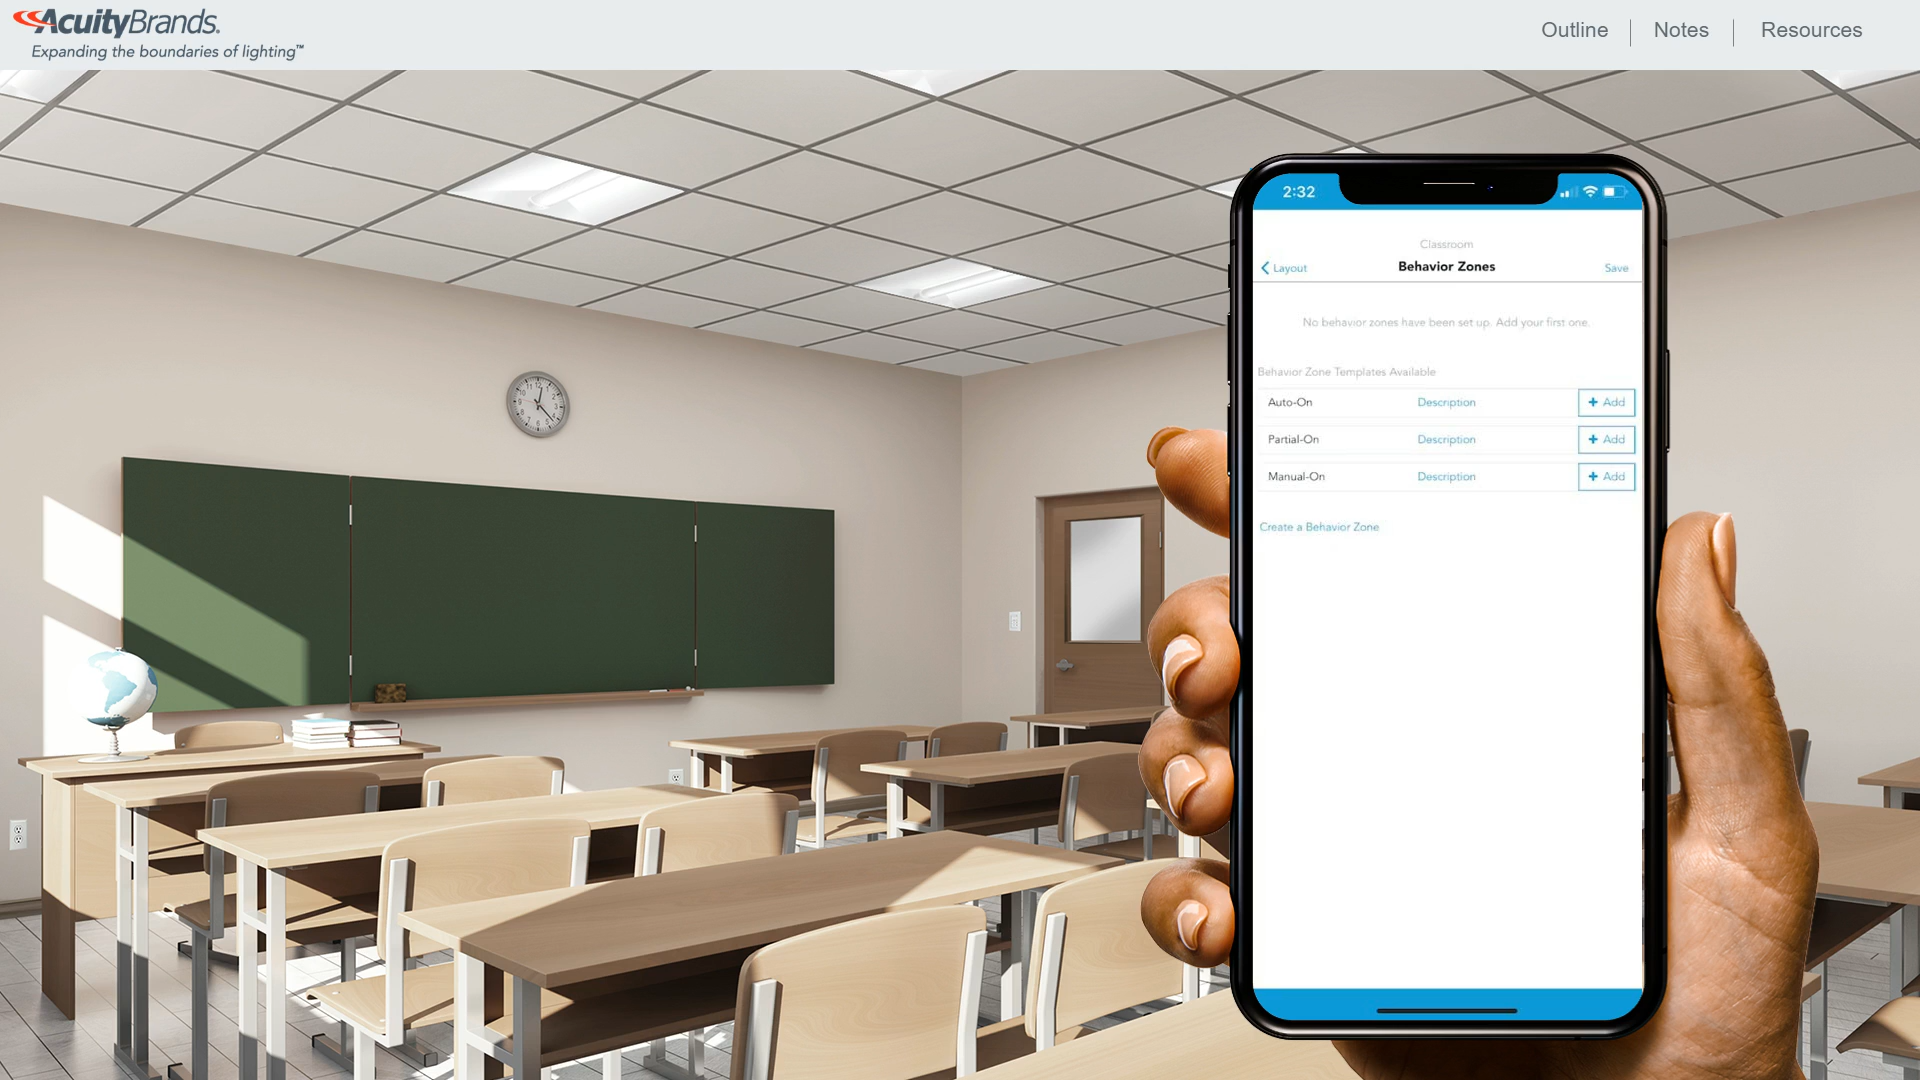 AcuityBrands.
Expanding the boundaries of lighting™
Outline
Notes
Resources
2:32
Classroom
Layout
Behavior Zones
Save
No behavior zones have been set up. Add your first one.
Behavior Zone Templates Available
Auto-On Description + Add
Partial-On Description + Add
Manual-On Description + Add
Create a Behavior Zone